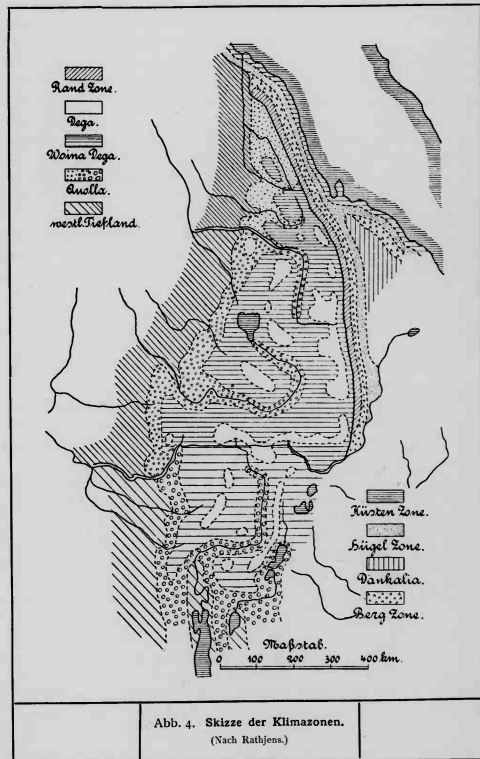 Rand Zone.
Dega.
Woina Dega.
Quolla.
westl. Tiefland.
Küsten Zone.
Hügel Zone.
Dankalia.
Berg Zone.
Maßstab.
0 100 200 300 400 km.
Abb. 4. Skizze der Klimazonen.
(Nach Rathjens.)